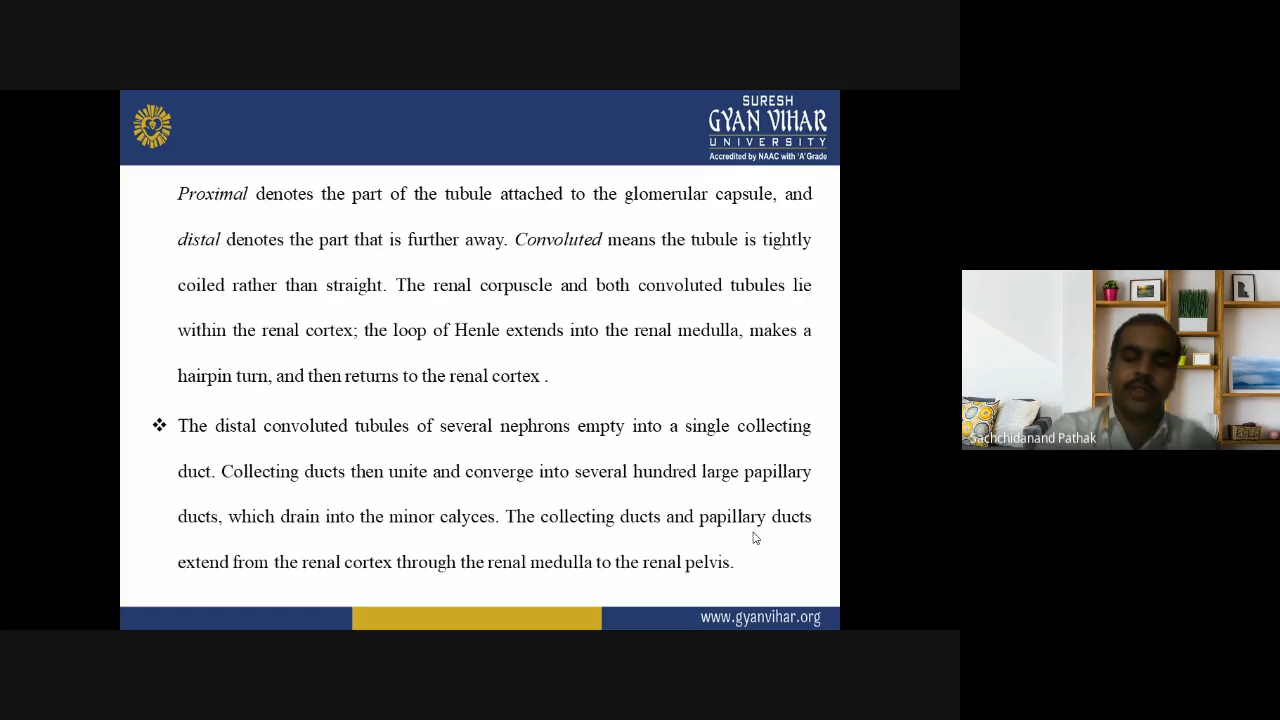 SURESH
GYAN VIHAR
UNIVERSITY
Accredited by NAAC with 'A' Grade
Proximal denotes the part of the tubule attached to the glomerular capsule, and
distal denotes the part that is further away. Convoluted means the tubule is tightly
coiled rather than straight. The renal corpuscle and both convoluted tubules lie
within the renal cortex; the loop of Henle extends into the renal medulla, makes a
hairpin turn, and then returns to the renal cortex .
❖ The distal convoluted tubules of several nephrons empty into a single collecting
duct. Collecting ducts then unite and converge into several hundred large papillary
ducts, which drain into the minor calyces. The collecting ducts and papillary ducts
extend from the renal cortex through the renal medulla to the renal pelvis.
www.gyanvihar.org
Sachchidanand Pathak